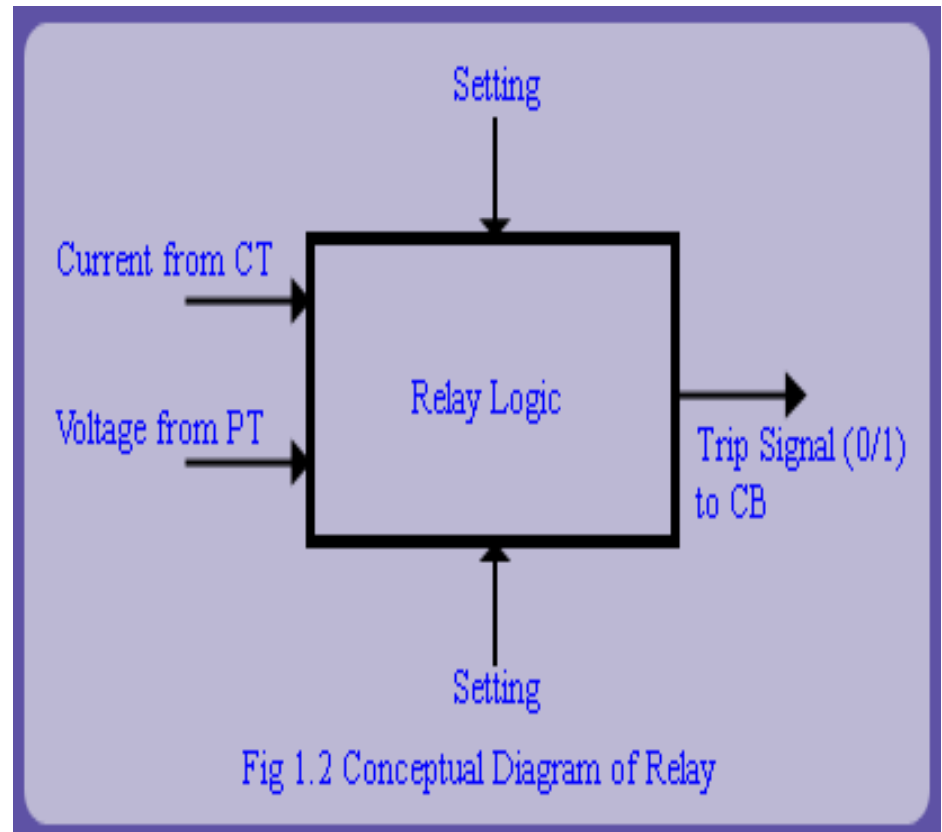 Setting
Current from CT
Relay Logic
Voltage from PT
Trip Signal (0/1)
to CB
Setting
Fig 1.2 Conceptual Diagram of Relay